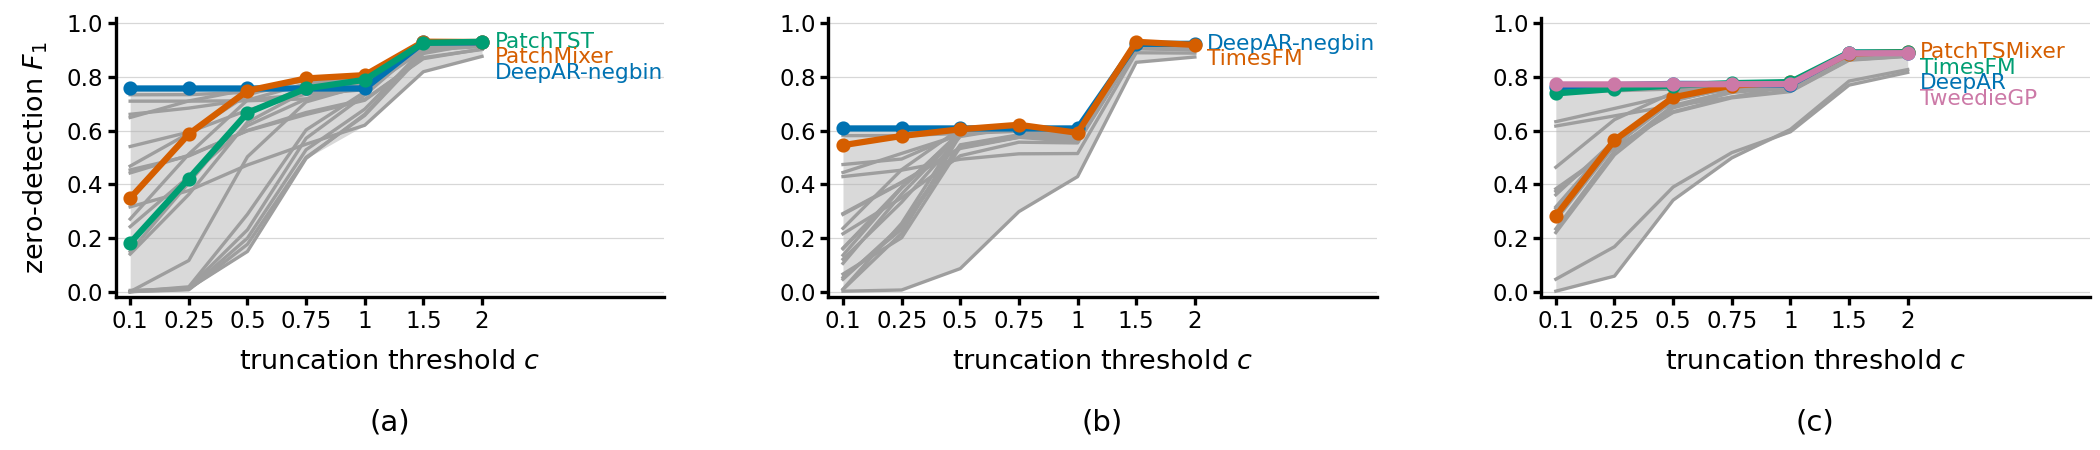 zero-detection F1
1.0
0.8
0.6
0.4
0.2
0.0
0.1 0.25 0.5 0.75 1 1.5 2
PatchTST
PatchMixer
DeepAR-negbin
truncation threshold c
(a)
1.0
0.8
0.6
0.4
0.2
0.0
0.1 0.25 0.5 0.75 1 1.5 2
DeepAR-negbin
TimesFM
truncation threshold c
(b)
1.0
0.8
0.6
0.4
0.2
0.0
0.1 0.25 0.5 0.75 1 1.5 2
PatchTSMixer
TimesFM
DeepAR
TweedieGP
truncation threshold c
(c)